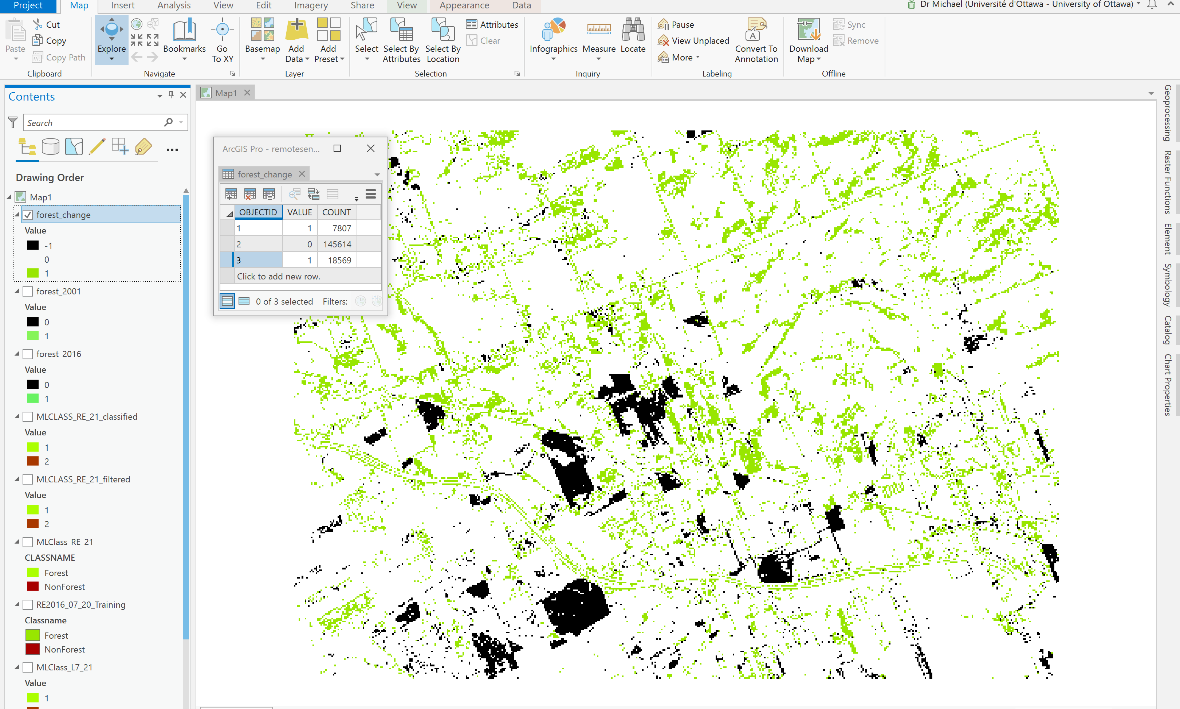 Project Map Insert Analysis View Edit Imagery Share View Appearance Data
Dr Michael (Université d'Ottawa - University of Ottawa)
Paste
Cut
Copy
Copy Path
Clipboard
Explore
Bookmarks
Go
To XY
Navigate
Basemap
Add
Data
Add
Preset
Layer
Select
Select By
Attributes
Select By
Location
Attributes
Clear
Selection
Infographics
Measure
Locate
Inquiry
Pause
View Unplaced
More
Convert To
Annotation
Labeling
Download
Map
Sync
Remove
Offline
Contents
Search
Drawing Order
Map1
forest_change
Value
-1
0
1
forest_2001
Value
0
1
forest_2016
Value
0
1
MLCLASS_RE_21_classified
Value
1
2
MLCLASS_RE_21_filtered
Value
1
2
MLClass_RE_21
CLASSNAME
Forest
NonForest
RE2016_07_20_Training
Classname
Forest
NonForest
MLClass_L7_21
Value
1
Map1
ArcGIS Pro - remotesen...
forest_change
OBJECTID VALUE COUNT
1 1 7807
2 0 145614
3 1 18569
Click to add new row.
0 of 3 selected Filters:
Geoprocessing
Raster Functions
Element
Symbology
Catalog
Chart Properties